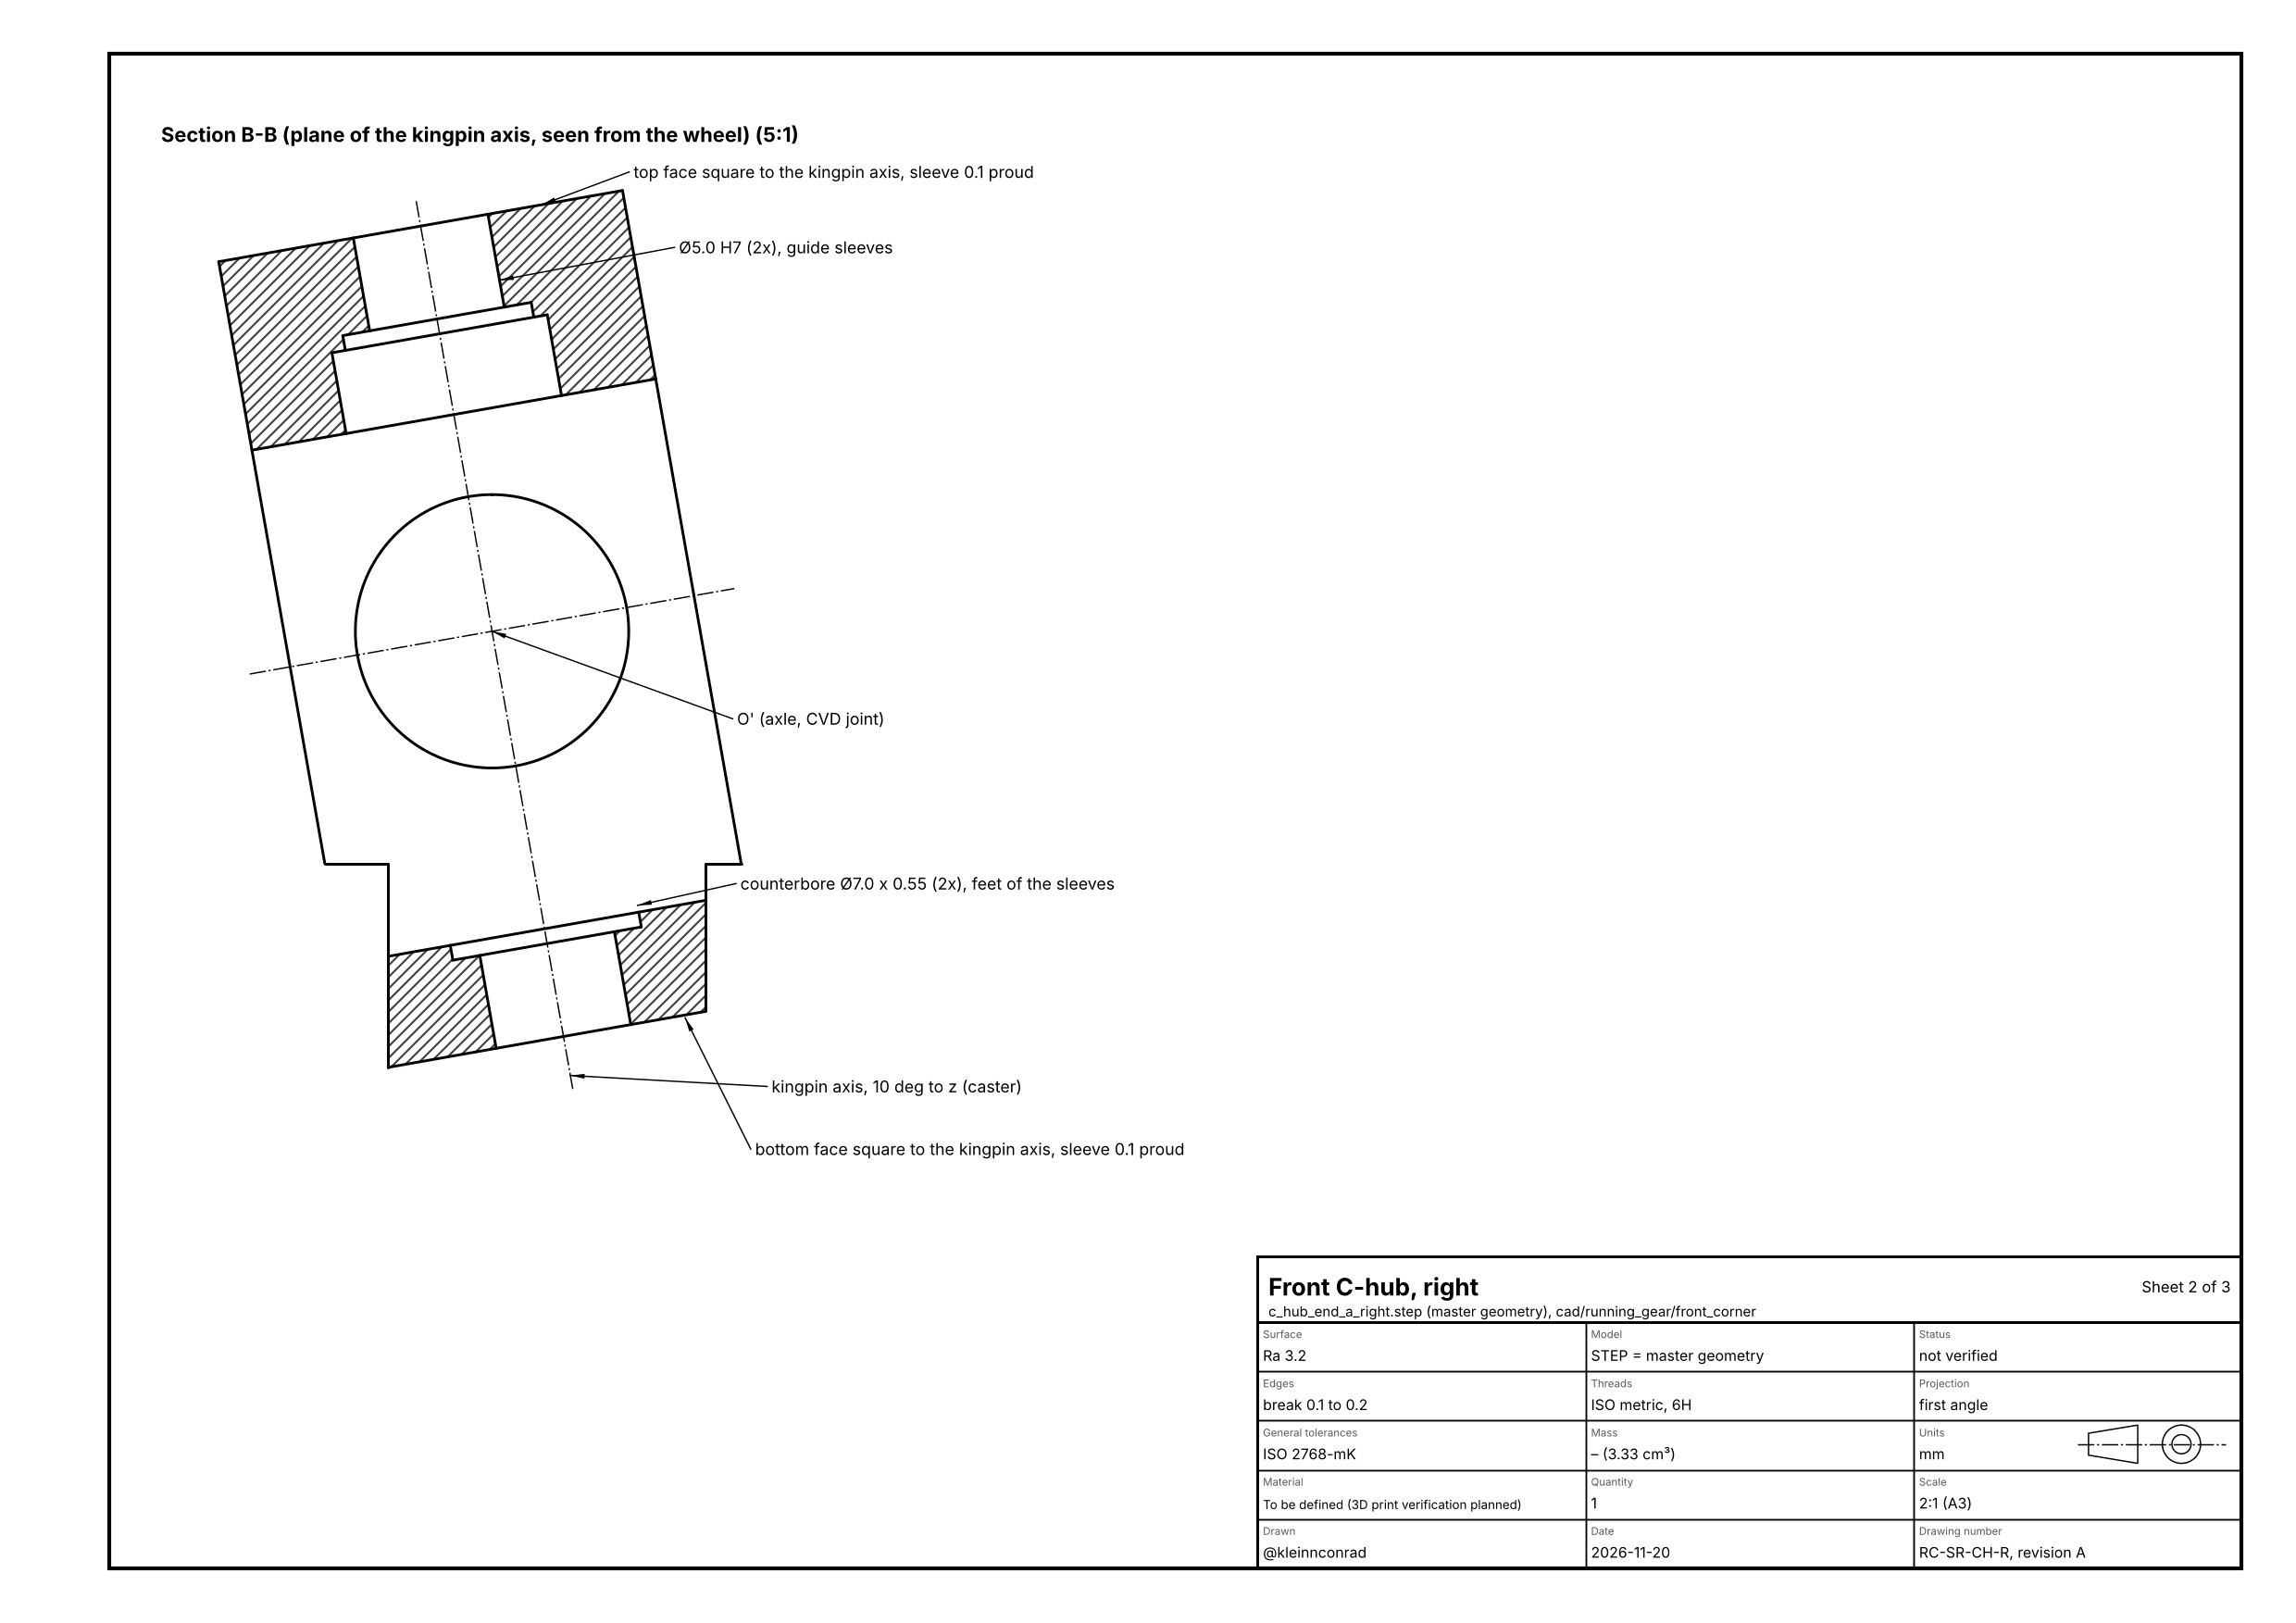 Section B-B (plane of the kingpin axis, seen from the wheel) (5:1)
top face square to the kingpin axis, sleeve 0.1 proud
Ø5.0 H7 (2x), guide sleeves
O' (axle, CVD joint)
counterbore Ø7.0 x 0.55 (2x), feet of the sleeves
kingpin axis, 10 deg to z (caster)
bottom face square to the kingpin axis, sleeve 0.1 proud
Front C-hub, right
Sheet 2 of 3
c_hub_end_a_right.step (master geometry), cad/running_gear/front_corner
Surface
Ra 3.2
Model
STEP = master geometry
Status
not verified
Edges
break 0.1 to 0.2
Threads
ISO metric, 6H
Projection
first angle
General tolerances
ISO 2768-mK
Mass
– (3.33 cm³)
Units
mm
Material
To be defined (3D print verification planned)
Quantity
1
Scale
2:1 (A3)
Drawn
@kleinnconrad
Date
2026-11-20
Drawing number
RC-SR-CH-R, revision A